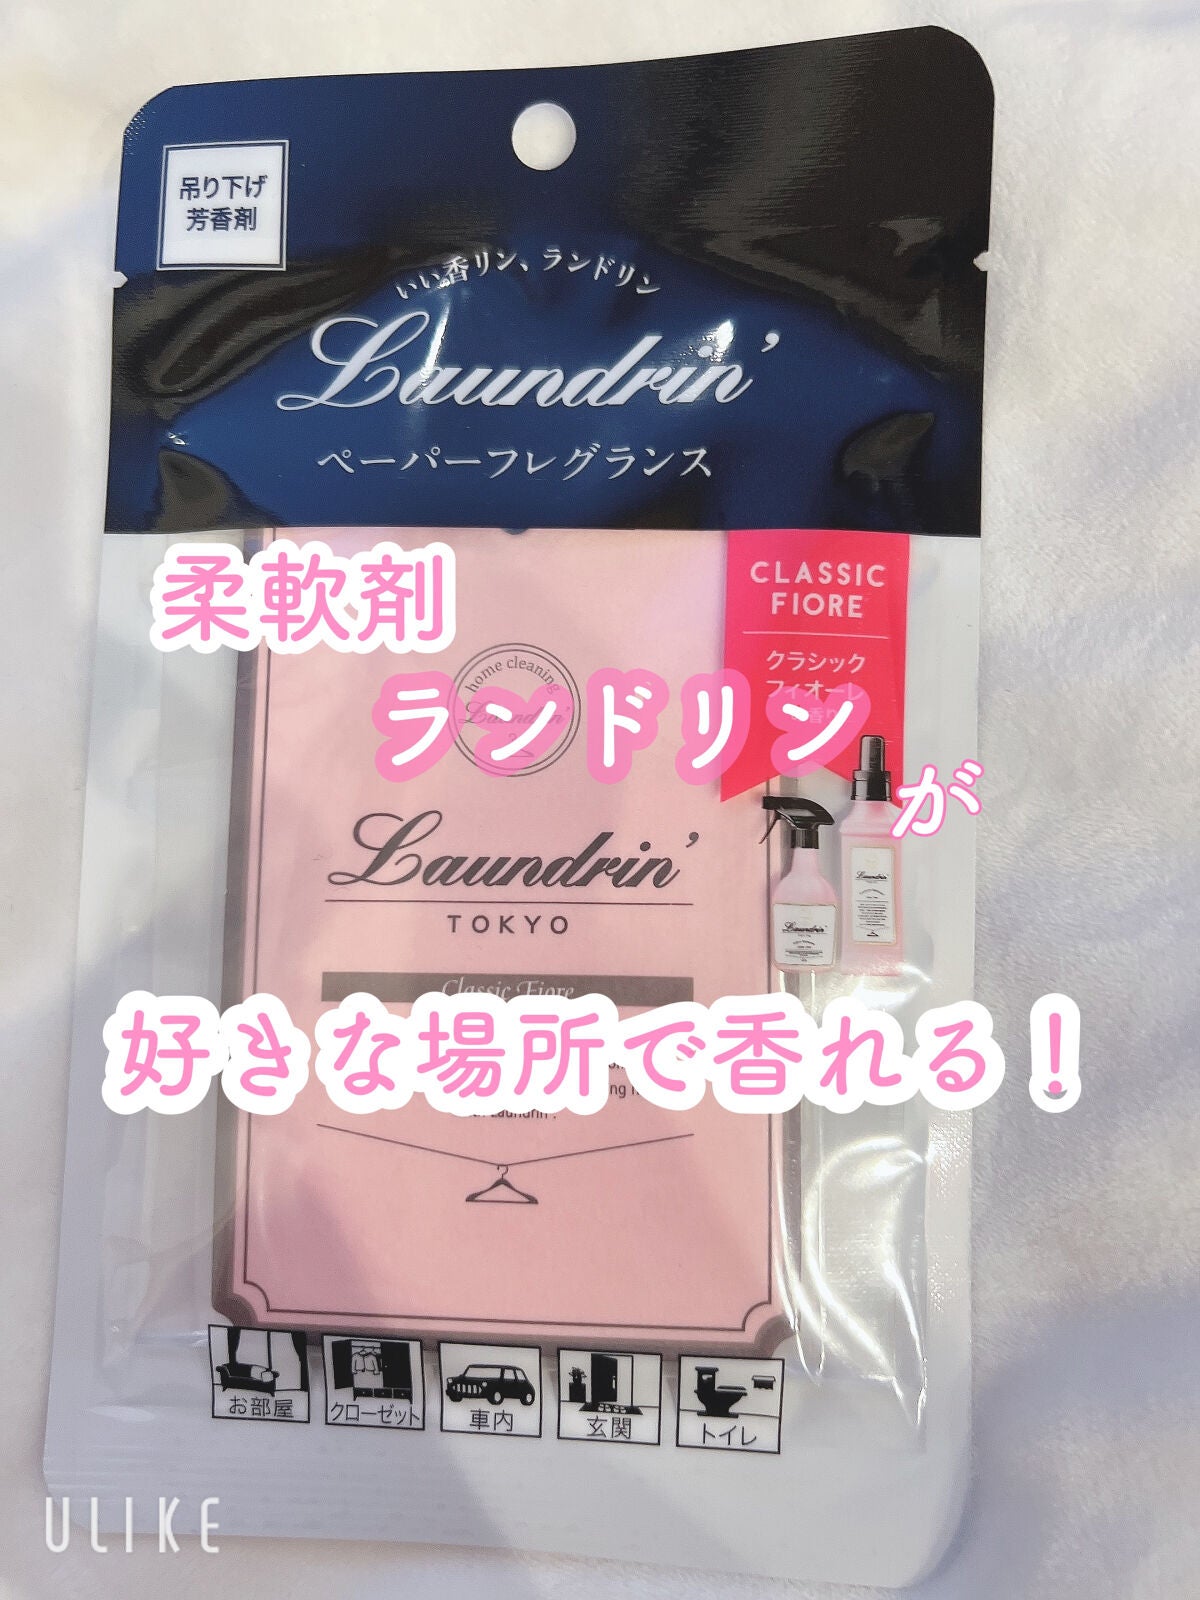 吊り下げ
芳香剤
いい香リン、ランドリン
Laundrin'
ペーパーフレグランス
CLASSIC
FIORE
クラシック
フィオーレ
柔軟剤
ランドリン
が
home cleaning
Laundrin'
Laundrin'
TOKYO
Classic Fiore
Laundrin'
Laundrin'
好きな場所で香れる!
お部屋
クローゼット
車内
玄関
トイレ
ULIKE